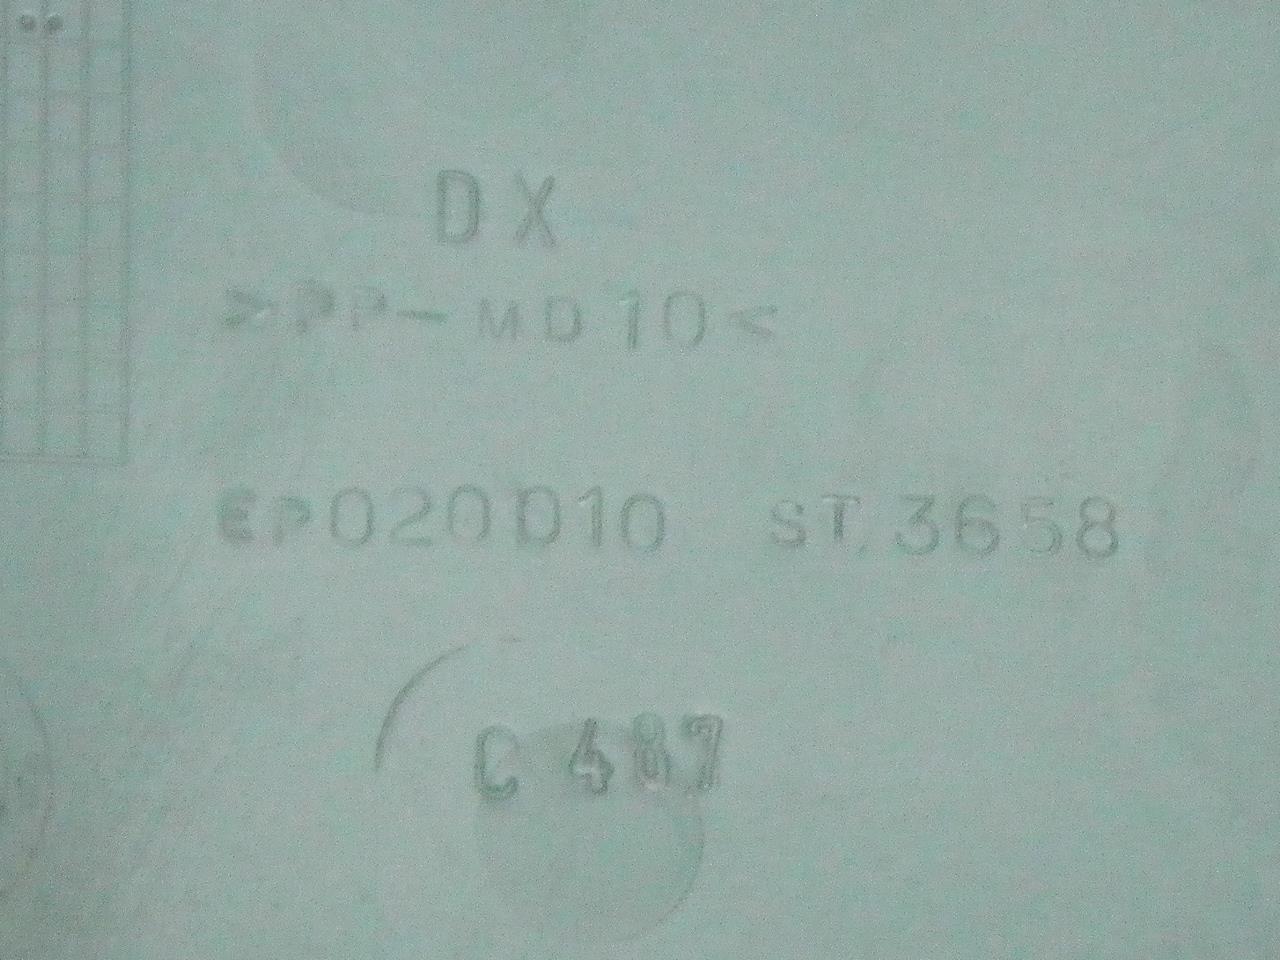 DX
>PP-MD10<
EP020D10 ST.3658
C 487